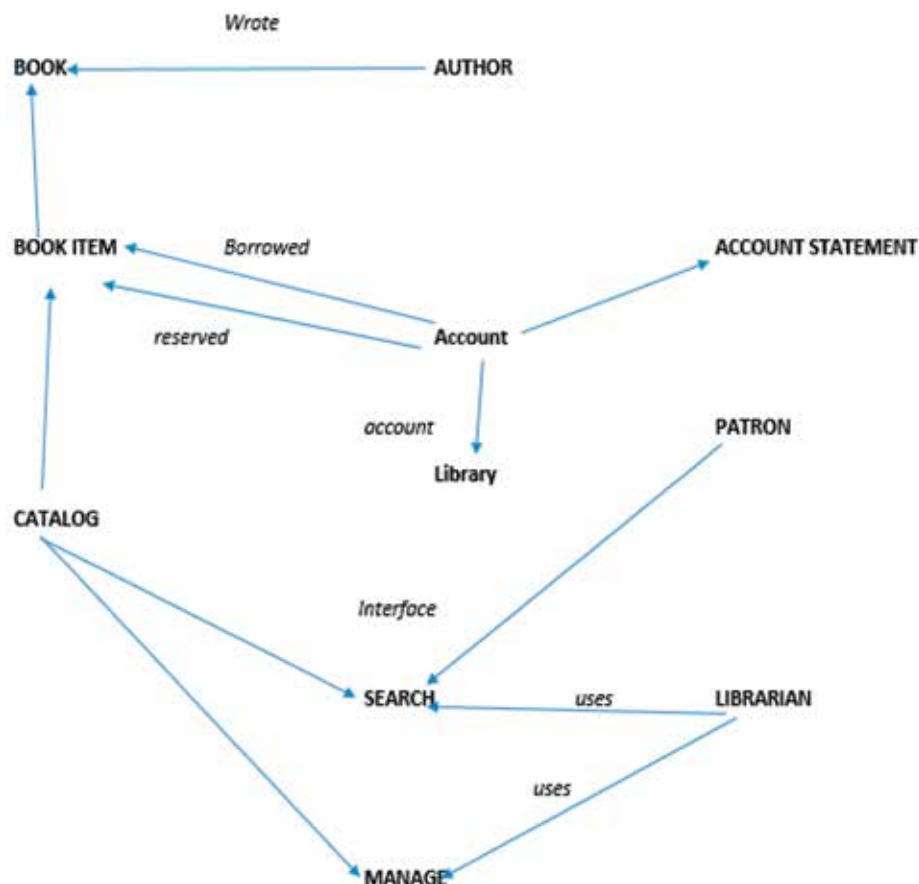 Wrote
BOOK AUTHOR
BOOK ITEM Borrowed ACCOUNT STATEMENT
reserved Account
account PATRON
Library
CATALOG
Interface
SEARCH uses LIBRARIAN
uses
MANAGE